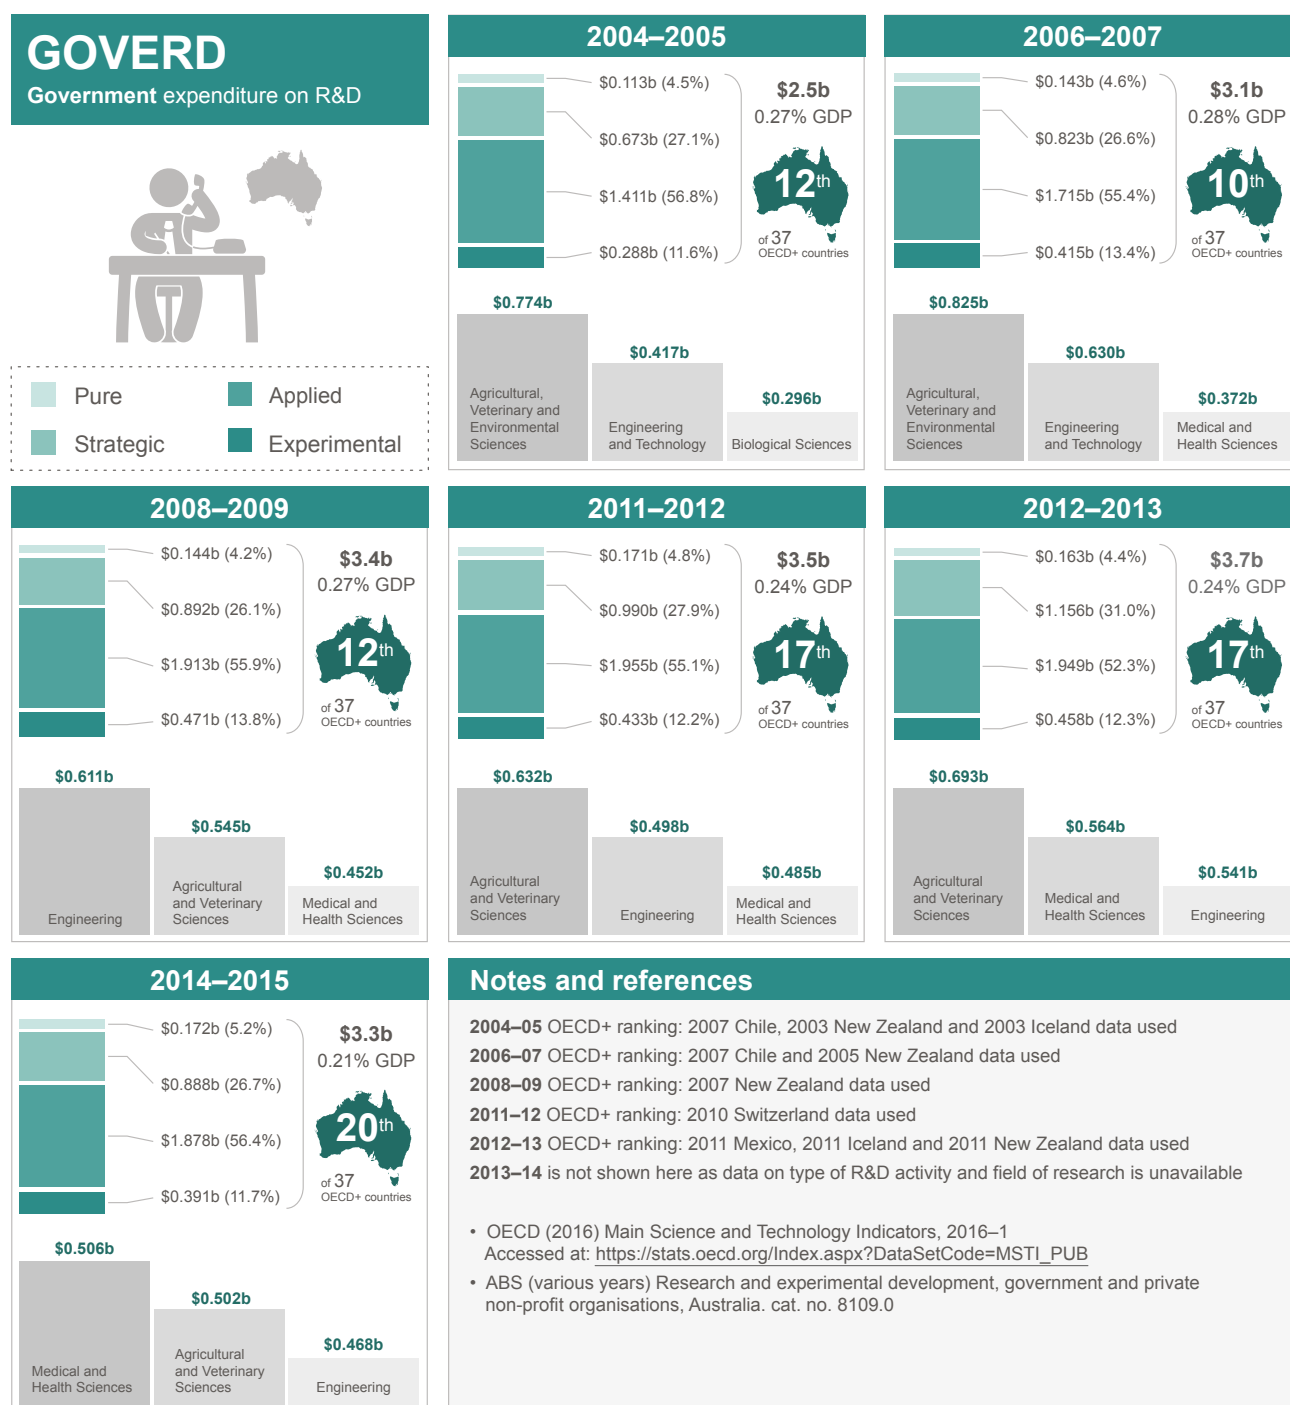 GOVERD
Government expenditure on R&D
Pure
Applied
Strategic
Experimental
2004–2005
$0.113b (4.5%)
$0.673b (27.1%)
$1.411b (56.8%)
$0.288b (11.6%)
$2.5b
0.27% GDP
12th
of 37
OECD+ countries
$0.774b
Agricultural,
Veterinary and
Environmental
Sciences
$0.417b
Engineering
and Technology
$0.296b
Biological Sciences
2006–2007
$0.143b (4.6%)
$0.823b (26.6%)
$1.715b (55.4%)
$0.415b (13.4%)
$3.1b
0.28% GDP
10th
of 37
OECD+ countries
$0.825b
Agricultural,
Veterinary and
Environmental
Sciences
$0.630b
Engineering
and Technology
$0.372b
Medical and
Health Sciences
2008–2009
$0.144b (4.2%)
$0.892b (26.1%)
$1.913b (55.9%)
$0.471b (13.8%)
$3.4b
0.27% GDP
12th
of 37
OECD+ countries
$0.611b
Engineering
$0.545b
Agricultural
and Veterinary
Sciences
$0.452b
Medical and
Health Sciences
2011–2012
$0.171b (4.8%)
$0.990b (27.9%)
$1.955b (55.1%)
$0.433b (12.2%)
$3.5b
0.24% GDP
17th
of 37
OECD+ countries
$0.632b
Agricultural
and Veterinary
Sciences
$0.498b
Engineering
$0.485b
Medical and
Health Sciences
2012–2013
$0.163b (4.4%)
$1.156b (31.0%)
$1.949b (52.3%)
$0.458b (12.3%)
$3.7b
0.24% GDP
17th
of 37
OECD+ countries
$0.693b
Agricultural
and Veterinary
Sciences
$0.564b
Medical and
Health Sciences
$0.541b
Engineering
2014–2015
$0.172b (5.2%)
$0.888b (26.7%)
$1.878b (56.4%)
$0.391b (11.7%)
$3.3b
0.21% GDP
20th
of 37
OECD+ countries
$0.506b
Medical and
Health Sciences
$0.502b
Agricultural
and Veterinary
Sciences
$0.468b
Engineering
Notes and references
2004–05 OECD+ ranking: 2007 Chile, 2003 New Zealand and 2003 Iceland data used
2006–07 OECD+ ranking: 2007 Chile and 2005 New Zealand data used
2008–09 OECD+ ranking: 2007 New Zealand data used
2011–12 OECD+ ranking: 2010 Switzerland data used
2012–13 OECD+ ranking: 2011 Mexico, 2011 Iceland and 2011 New Zealand data used
2013–14 is not shown here as data on type of R&D activity and field of research is unavailable
• OECD (2016) Main Science and Technology Indicators, 2016–1
Accessed at: https://stats.oecd.org/Index.aspx?DataSetCode=MSTI_PUB
• ABS (various years) Research and experimental development, government and private
non-profit organisations, Australia. cat. no. 8109.0